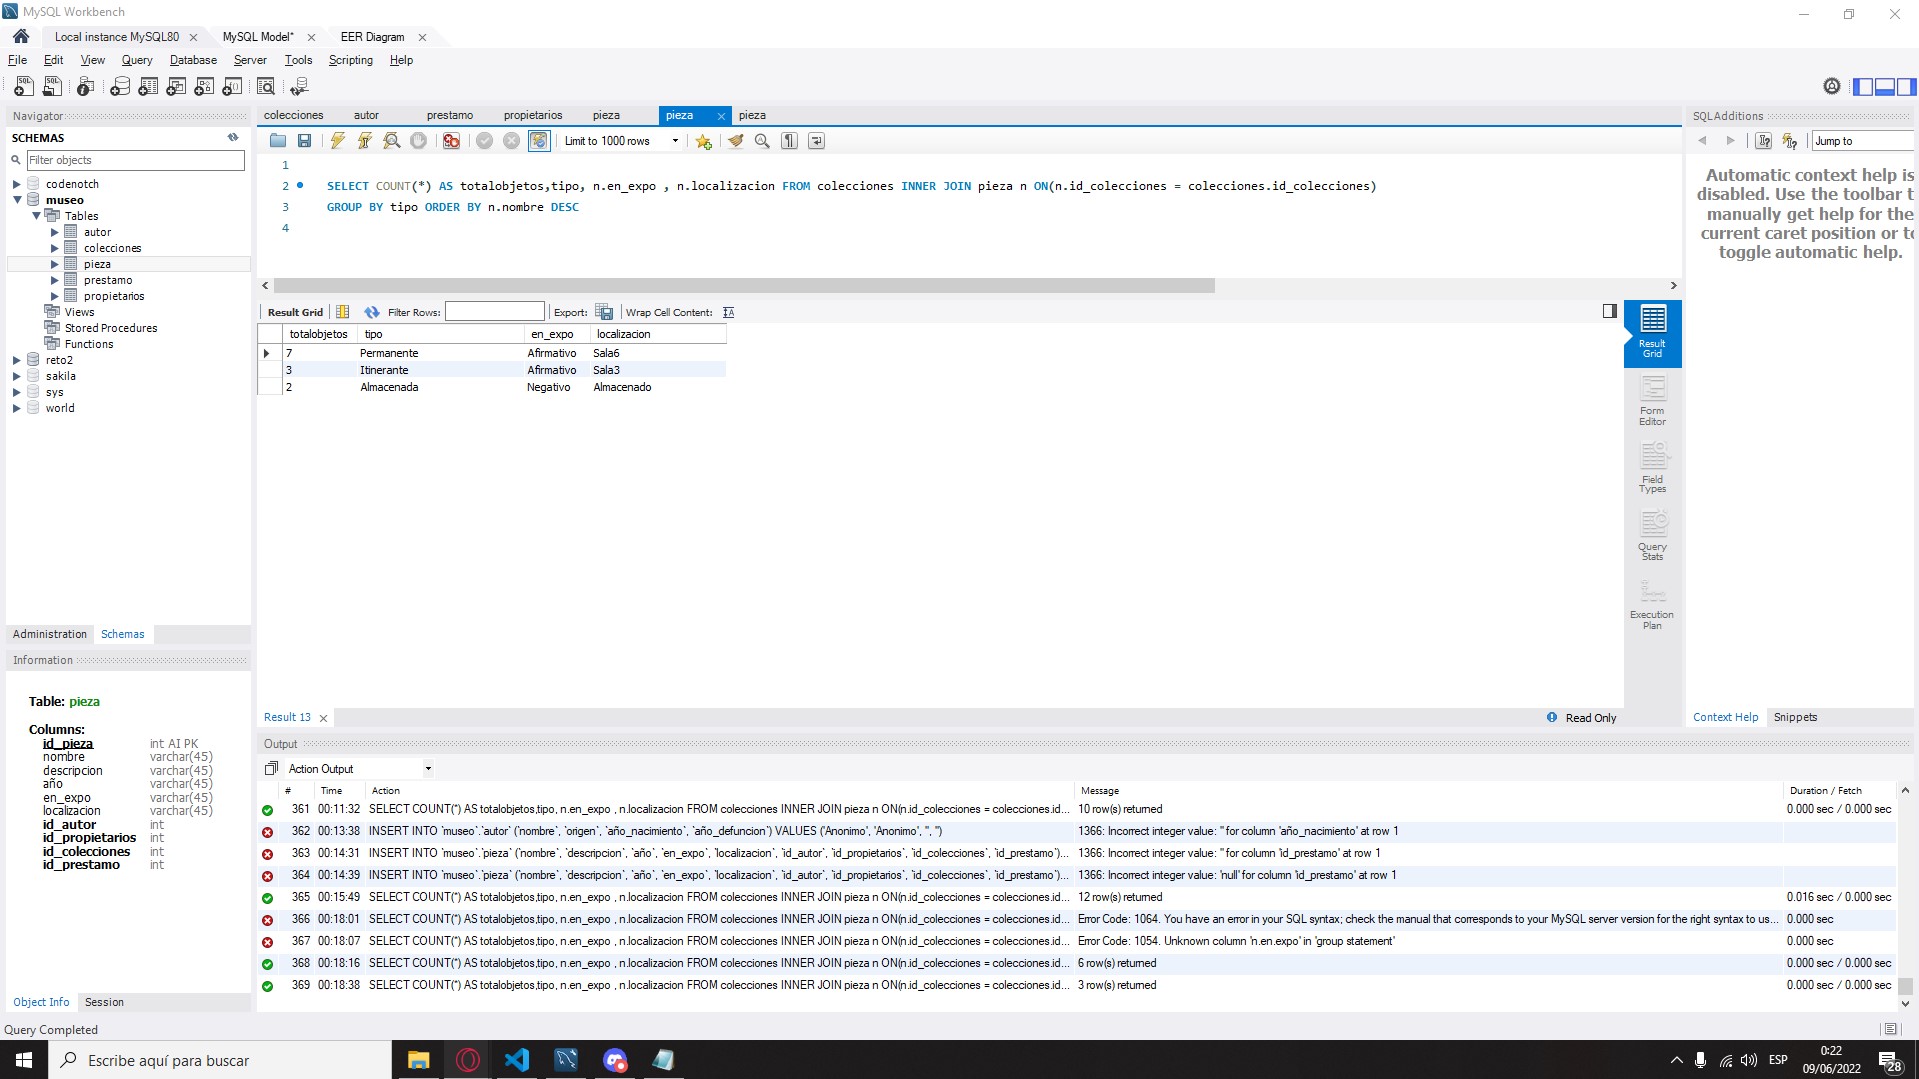 MySQL Workbench
Local instance MySQL80
MySQL Model*
EER Diagram
File Edit View Query Database Server Tools Scripting Help
Navigator
SCHEMAS
Filter objects
codenotch
museo
Tables
autor
colecciones
pieza
prestamo
propietarios
Views
Stored Procedures
Functions
reto2
sakila
sys
world
Administration Schemas
Information
Table: pieza
Columns:
id_pieza int AI PK
nombre varchar(45)
descripcion varchar(45)
año varchar(45)
en_expo varchar(45)
localizacion varchar(45)
id_autor int
id_propietarios int
id_colecciones int
id_prestamo int
Object Info Session
colecciones autor prestamo propietarios pieza pieza pieza
Limit to 1000 rows
1
2 SELECT COUNT(*) AS totalobjetos,tipo, n.en_expo , n.localizacion FROM colecciones INNER JOIN pieza n ON(n.id_colecciones = colecciones.id_colecciones)
3 GROUP BY tipo ORDER BY n.nombre DESC
4
Result Grid Filter Rows: Export: Wrap Cell Content:
totalobjetos tipo en_expo localizacion
7 Permanente Afirmativo Sala6
3 Itinerante Afirmativo Sala3
2 Almacenada Negativo Almacenado
Result Grid
Form Editor
Field Types
Query Stats
Execution Plan
Result 13
Read Only
SQLAdditions
Jump to
Automatic context help is
disabled. Use the toolbar t
manually get help for the
current caret position or to
toggle automatic help.
Context Help Snippets
Output
Action Output
# Time Action Message Duration / Fetch
361 00:11:32 SELECT COUNT(*) AS totalobjetos,tipo, n.en_expo , n.localizacion FROM colecciones INNER JOIN pieza n ON(n.id_colecciones = colecciones.id... 10 row(s) returned 0.000 sec / 0.000 sec
362 00:13:38 INSERT INTO `museo`.`autor` (`nombre`, `origen`, `año_nacimiento`, `año_defuncion`) VALUES ('Anonimo', 'Anonimo', '', '') 1366: Incorrect integer value: '' for column 'año_nacimiento' at row 1
363 00:14:31 INSERT INTO `museo`.`pieza` (`nombre`, `descripcion`, `año`, `en_expo`, `localizacion`, `id_autor`, `id_propietarios`, `id_colecciones`, `id_prestamo`)... 1366: Incorrect integer value: '' for column 'id_prestamo' at row 1
364 00:14:39 INSERT INTO `museo`.`pieza` (`nombre`, `descripcion`, `año`, `en_expo`, `localizacion`, `id_autor`, `id_propietarios`, `id_colecciones`, `id_prestamo`)... 1366: Incorrect integer value: 'null' for column 'id_prestamo' at row 1
365 00:15:49 SELECT COUNT(*) AS totalobjetos,tipo, n.en_expo , n.localizacion FROM colecciones INNER JOIN pieza n ON(n.id_colecciones = colecciones.id... 12 row(s) returned 0.016 sec / 0.000 sec
366 00:18:01 SELECT COUNT(*) AS totalobjetos,tipo, n.en_expo , n.localizacion FROM colecciones INNER JOIN pieza n ON(n.id_colecciones = colecciones.id... Error Code: 1064. You have an error in your SQL syntax; check the manual that corresponds to your MySQL server version for the right syntax to us... 0.000 sec
367 00:18:07 SELECT COUNT(*) AS totalobjetos,tipo, n.en_expo , n.localizacion FROM colecciones INNER JOIN pieza n ON(n.id_colecciones = colecciones.id... Error Code: 1054. Unknown column 'n.en.expo' in 'group statement' 0.000 sec
368 00:18:16 SELECT COUNT(*) AS totalobjetos,tipo, n.en_expo , n.localizacion FROM colecciones INNER JOIN pieza n ON(n.id_colecciones = colecciones.id... 6 row(s) returned 0.000 sec / 0.000 sec
369 00:18:38 SELECT COUNT(*) AS totalobjetos,tipo, n.en_expo , n.localizacion FROM colecciones INNER JOIN pieza n ON(n.id_colecciones = colecciones.id... 3 row(s) returned 0.000 sec / 0.000 sec
Query Completed
Escribe aquí para buscar
ESP
0:22
09/06/2022
28